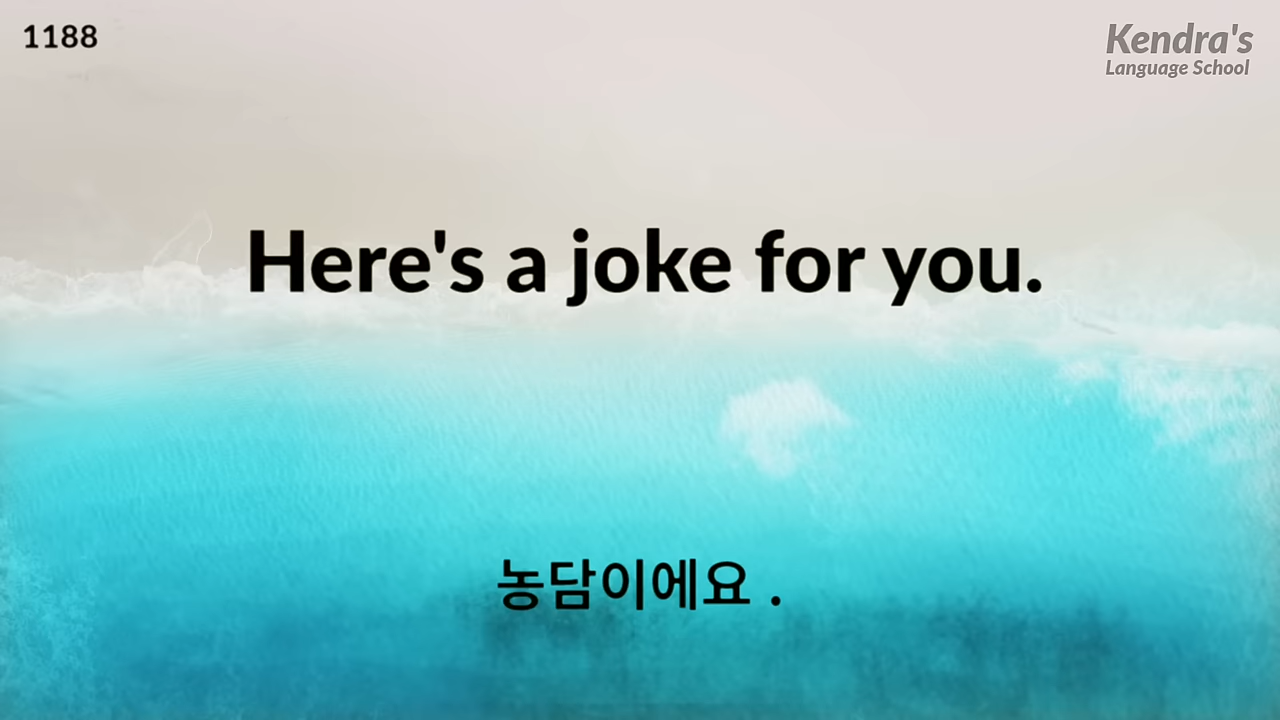 1188
Kendra's
Language School
Here's a joke for you.
농담이에요 .